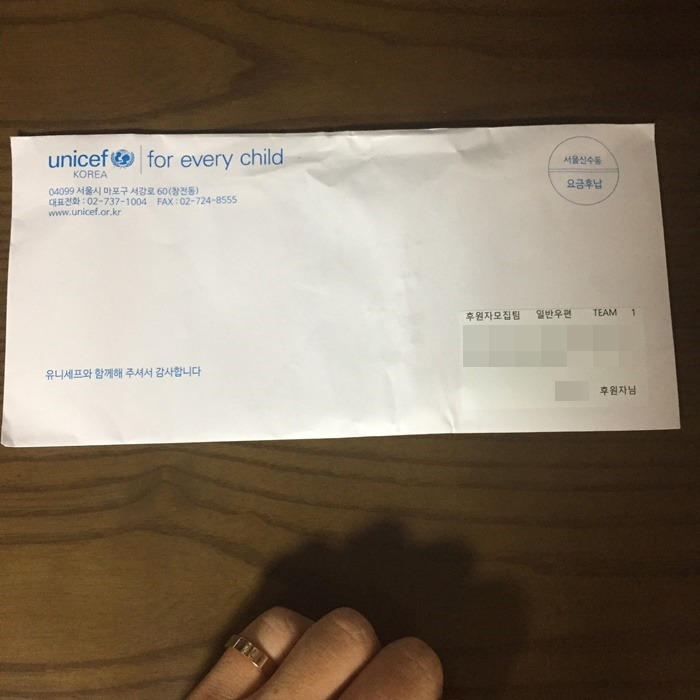 unicef for every child
KOREA
04099 서울시 마포구 서강로 60(창전동)
대표전화 : 02-737-1004 FAX : 02-724-8555
www.unicef.or.kr
서울신수동
요금후납
후원자모집팀 일반우편 TEAM 1
후원자님
유니세프와 함께해 주셔서 감사합니다